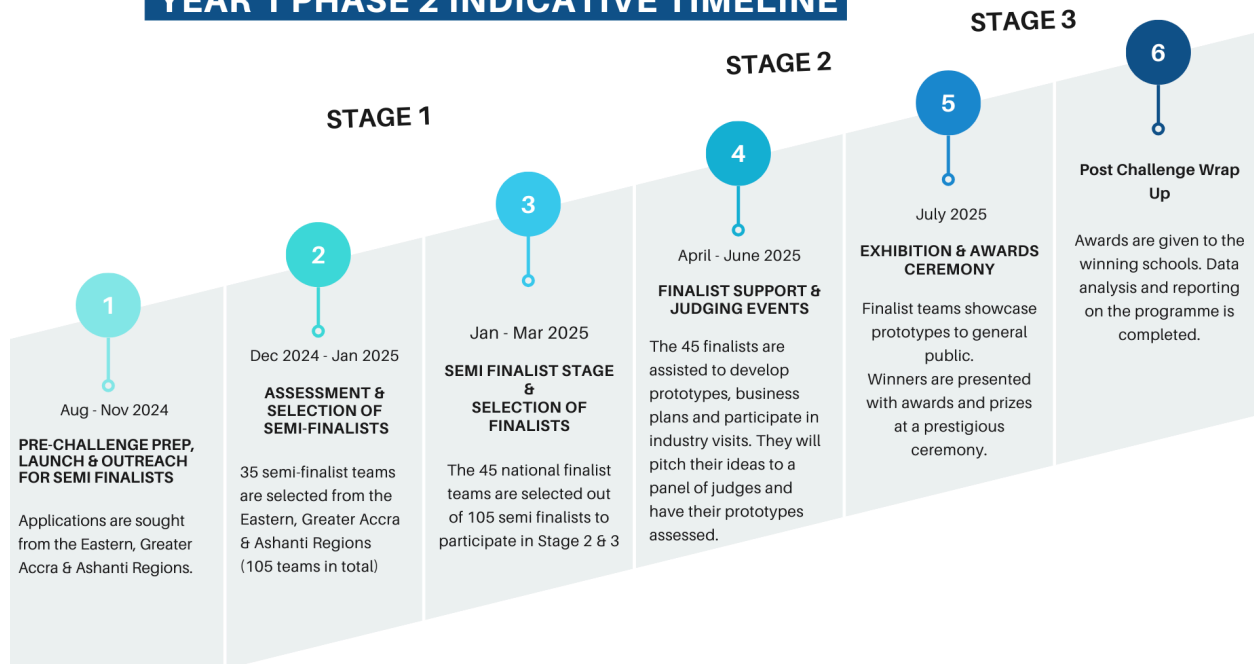 YEAR 1 PHASE 2 INDICATIVE TIMELINE
STAGE 1
STAGE 2
STAGE 3
1
Aug - Nov 2024
PRE-CHALLENGE PREP,
LAUNCH & OUTREACH
FOR SEMI FINALISTS
Applications are sought
from the Eastern, Greater
Accra & Ashanti Regions.
2
Dec 2024 - Jan 2025
ASSESSMENT &
SELECTION OF
SEMI-FINALISTS
35 semi-finalist teams
are selected from the
Eastern, Greater Accra
& Ashanti Regions
(105 teams in total)
3
Jan - Mar 2025
SEMI FINALIST STAGE
&
SELECTION OF
FINALISTS
The 45 national finalist
teams are selected out
of 105 semi finalists to
participate in Stage 2 & 3
4
April - June 2025
FINALIST SUPPORT &
JUDGING EVENTS
The 45 finalists are
assisted to develop
prototypes, business
plans and participate in
industry visits. They will
pitch their ideas to a
panel of judges and
have their prototypes
assessed.
5
July 2025
EXHIBITION & AWARDS
CEREMONY
Finalist teams showcase
prototypes to general
public.
Winners are presented
with awards and prizes
at a prestigious
ceremony.
6
Post Challenge Wrap
Up
Awards are given to the
winning schools. Data
analysis and reporting
on the programme is
completed.